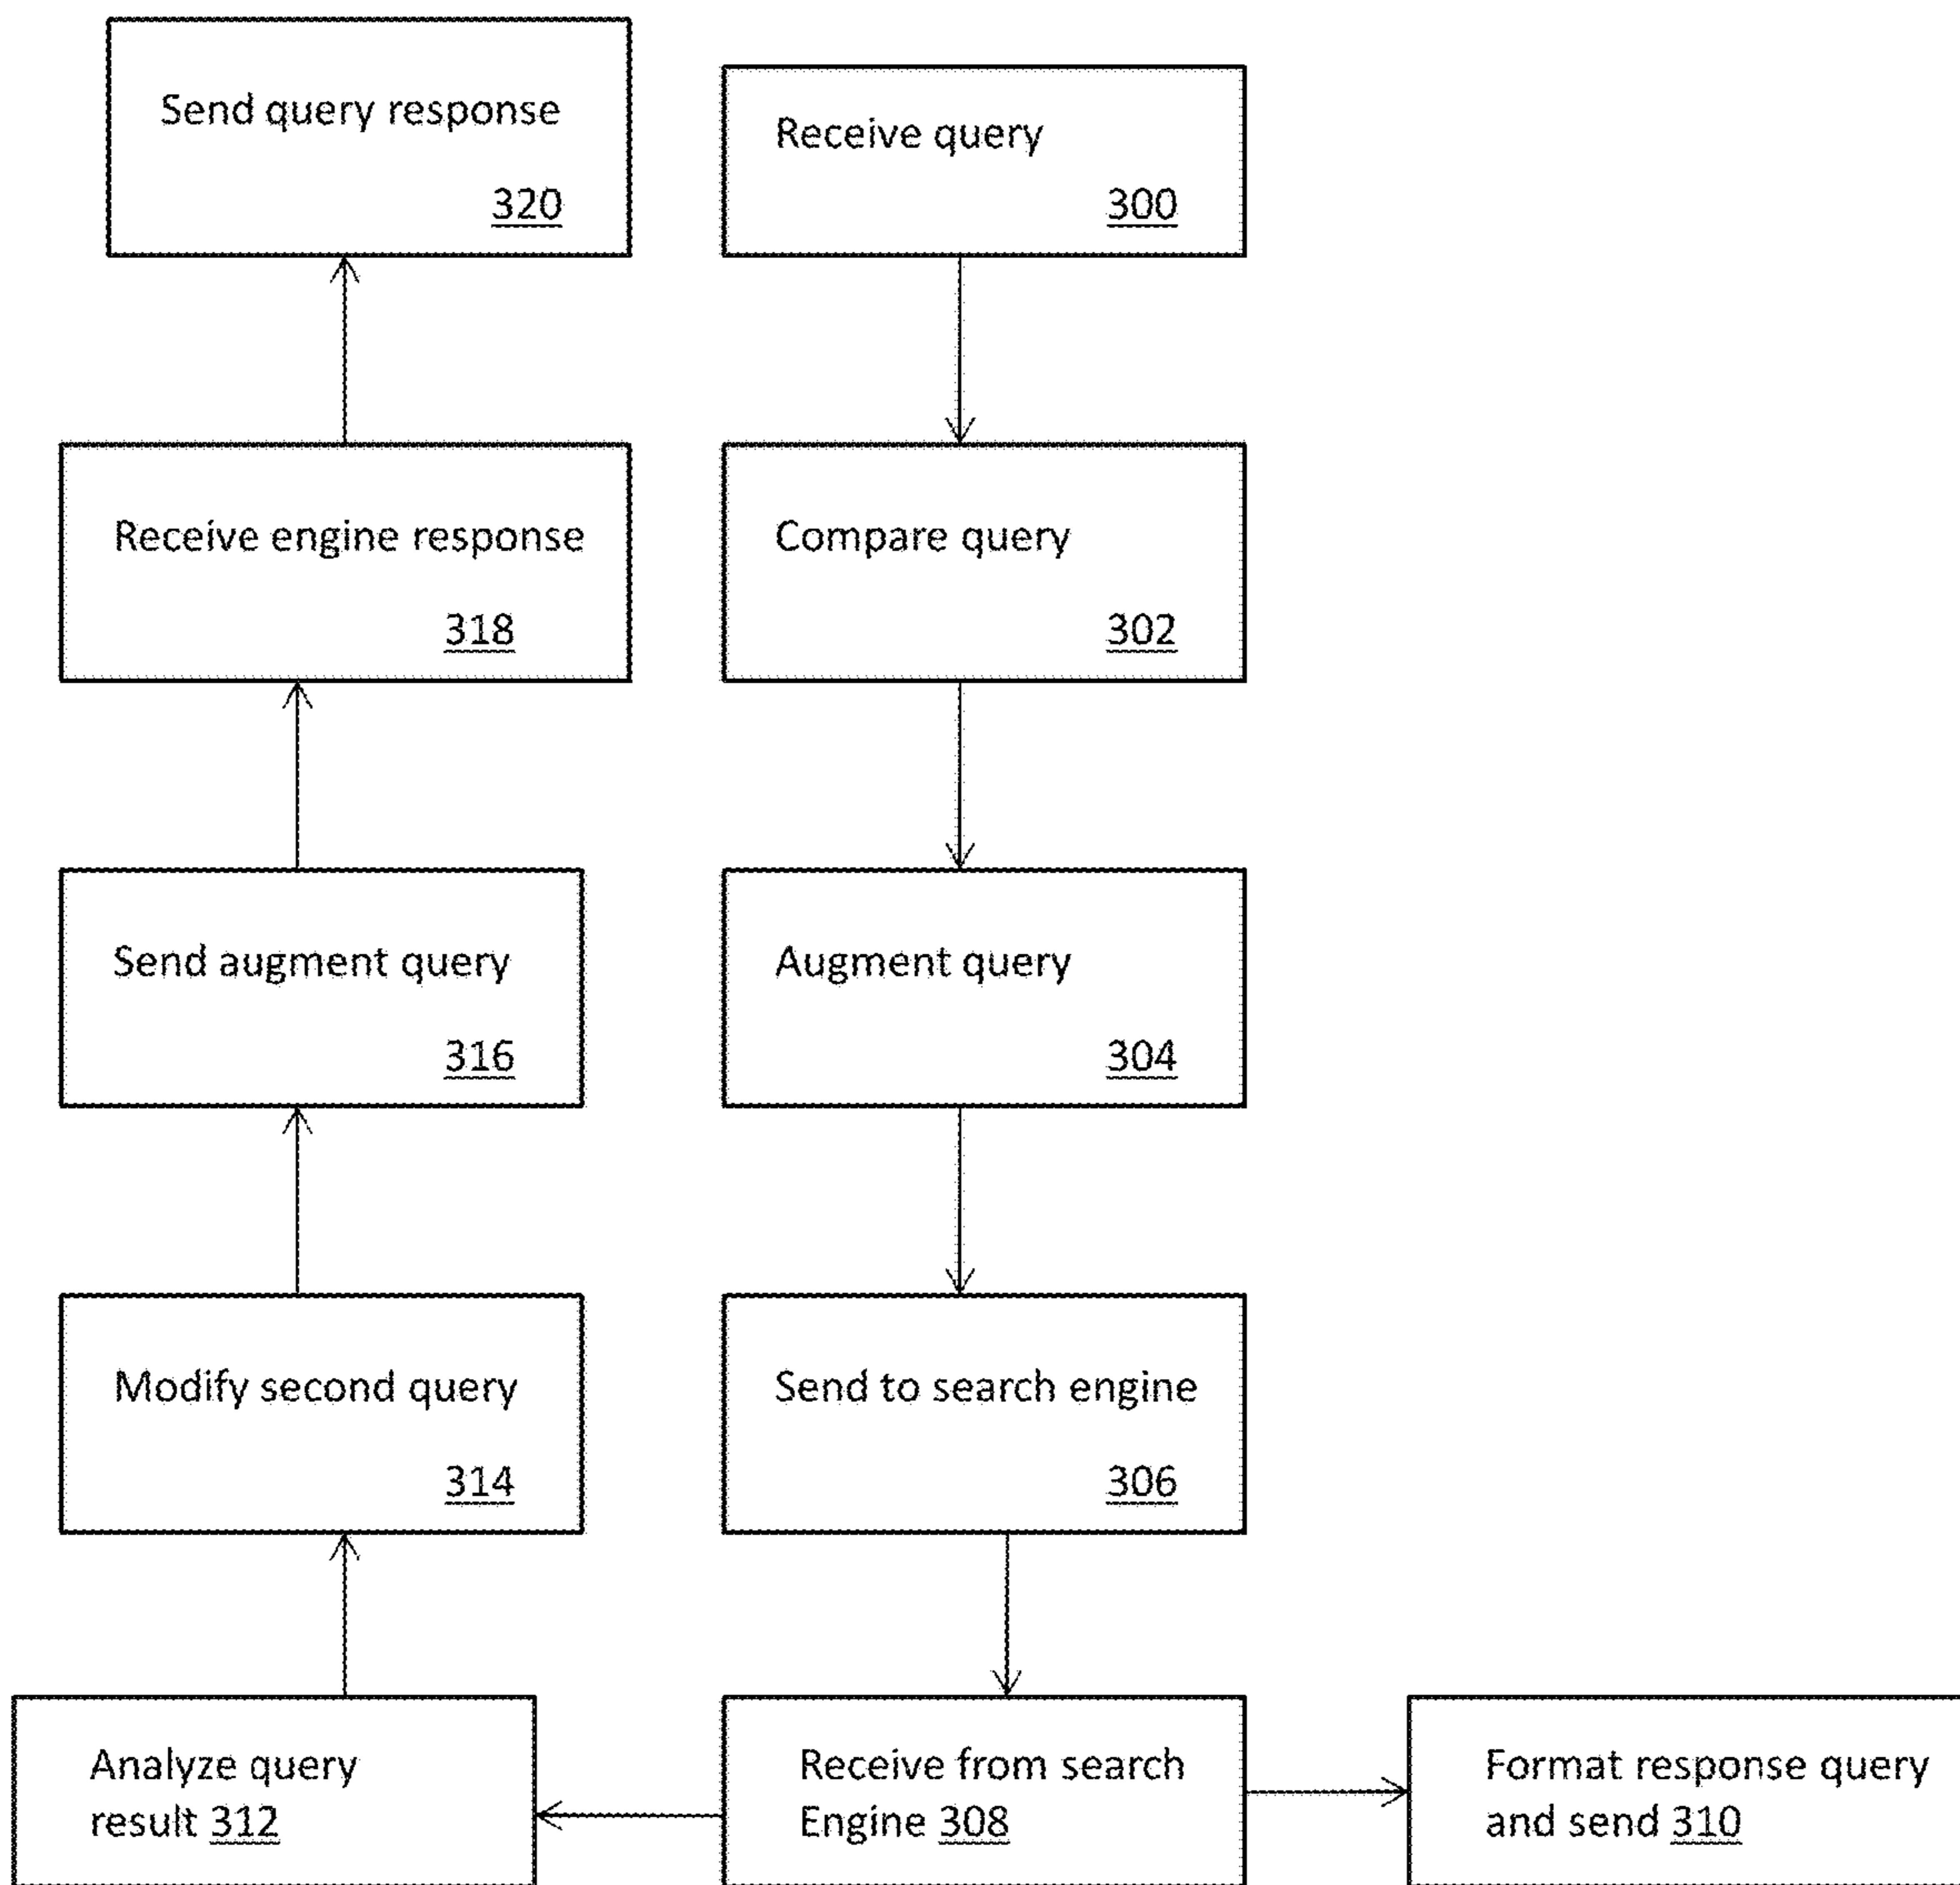 Send query response
320
Receive query
300
Receive engine response
318
Compare query
302
Send augment query
316
Augment query
304
Modify second query
314
Send to search engine
306
Analyze query
result 312
Receive from search
Engine 308
Format response query
and send 310